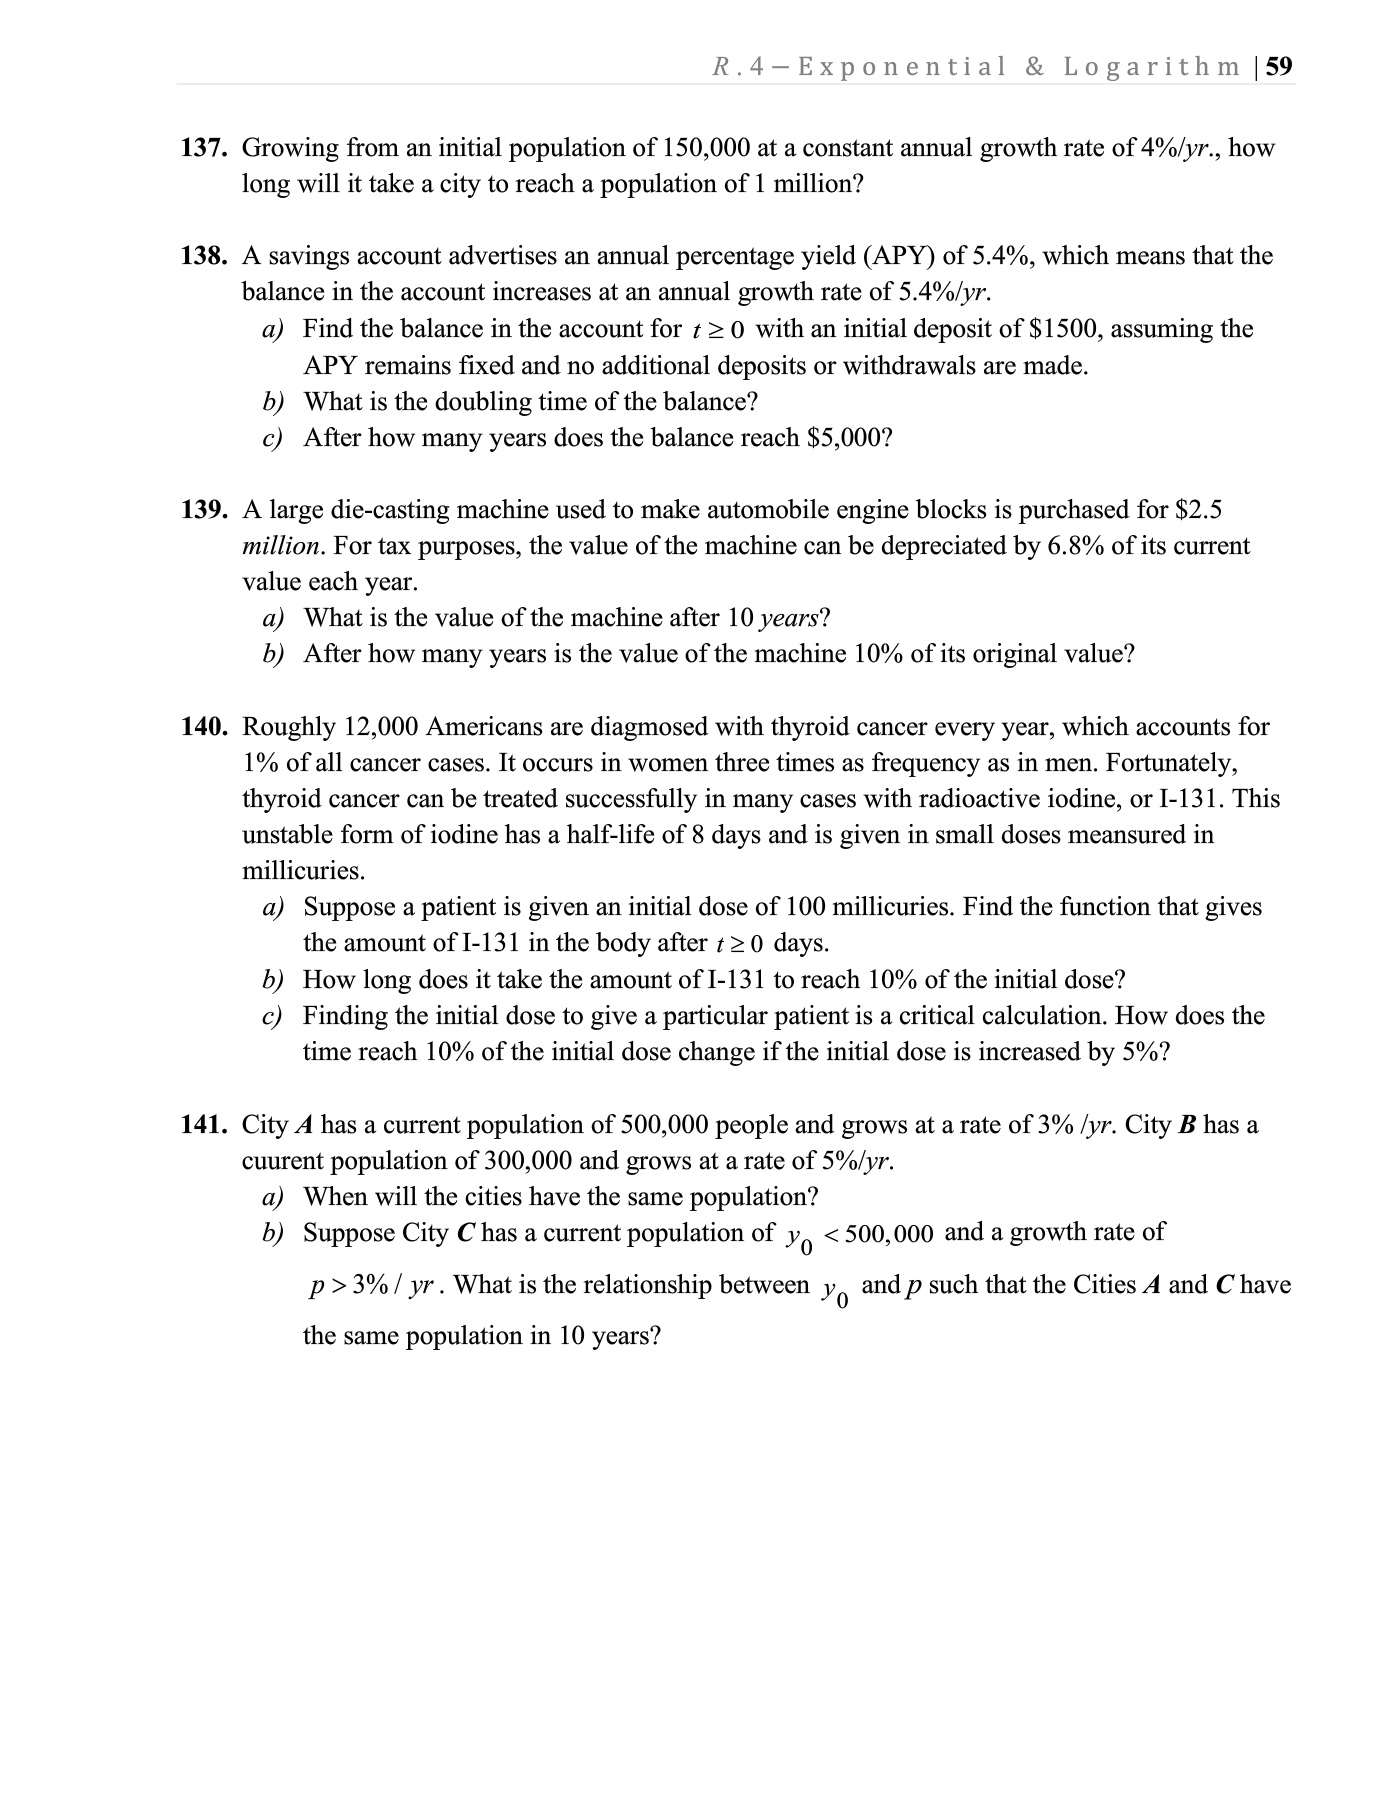 R.4 – Exponential & Logarithm | 59
137. Growing from an initial population of 150,000 at a constant annual growth rate of 4%/yr., how
long will it take a city to reach a population of 1 million?
138. A savings account advertises an annual percentage yield (APY) of 5.4%, which means that the
balance in the account increases at an annual growth rate of 5.4%/yr.
a) Find the balance in the account for t ≥ 0 with an initial deposit of $1500, assuming the
APY remains fixed and no additional deposits or withdrawals are made.
b) What is the doubling time of the balance?
c) After how many years does the balance reach $5,000?
139. A large die-casting machine used to make automobile engine blocks is purchased for $2.5
million. For tax purposes, the value of the machine can be depreciated by 6.8% of its current
value each year.
a) What is the value of the machine after 10 years?
b) After how many years is the value of the machine 10% of its original value?
140. Roughly 12,000 Americans are diagmosed with thyroid cancer every year, which accounts for
1% of all cancer cases. It occurs in women three times as frequency as in men. Fortunately,
thyroid cancer can be treated successfully in many cases with radioactive iodine, or I-131. This
unstable form of iodine has a half-life of 8 days and is given in small doses meansured in
millicuries.
a) Suppose a patient is given an initial dose of 100 millicuries. Find the function that gives
the amount of I-131 in the body after t ≥ 0 days.
b) How long does it take the amount of I-131 to reach 10% of the initial dose?
c) Finding the initial dose to give a particular patient is a critical calculation. How does the
time reach 10% of the initial dose change if the initial dose is increased by 5%?
141. City A has a current population of 500,000 people and grows at a rate of 3% /yr. City B has a
cuurent population of 300,000 and grows at a rate of 5%/yr.
a) When will the cities have the same population?
b) Suppose City C has a current population of y₀ < 500,000 and a growth rate of
p > 3% / yr . What is the relationship between y₀ and p such that the Cities A and C have
the same population in 10 years?